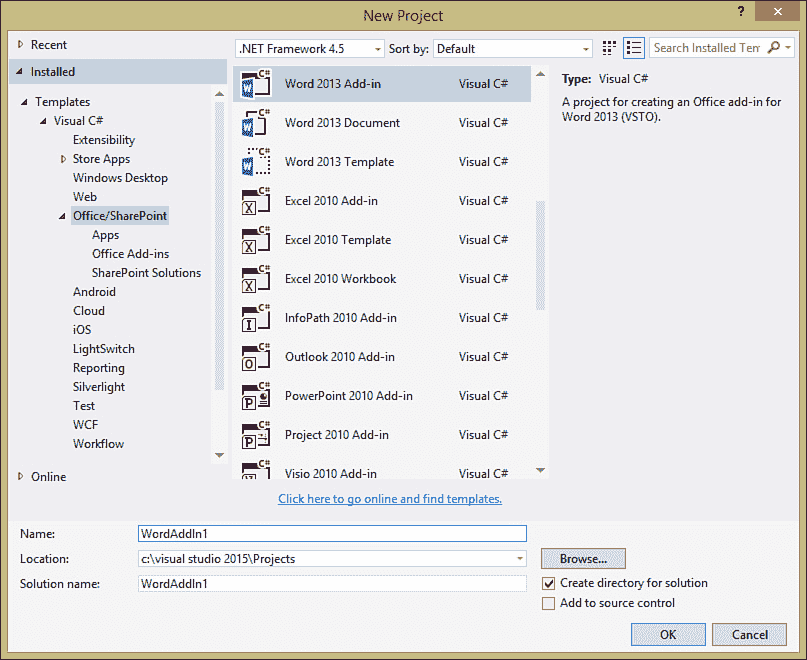 New Project
?
Recent
.NET Framework 4.5
Sort by:
Default
Search Installed Ten
Installed
Templates
Visual C#
Extensibility
Store Apps
Windows Desktop
Web
Office/SharePoint
Apps
Office Add-ins
SharePoint Solutions
Android
Cloud
iOS
LightSwitch
Reporting
Silverlight
Test
WCF
Workflow
Online
Word 2013 Add-in Visual C#
Word 2013 Document Visual C#
Word 2013 Template Visual C#
Excel 2010 Add-in Visual C#
Excel 2010 Template Visual C#
Excel 2010 Workbook Visual C#
InfoPath 2010 Add-in Visual C#
Outlook 2010 Add-in Visual C#
PowerPoint 2010 Add-in Visual C#
Project 2010 Add-in Visual C#
Visio 2010 Add-in Visual C#
Click here to go online and find templates.
Type: Visual C#
A project for creating an Office add-in for
Word 2013 (VSTO).
Name: WordAddIn1
Location: c:\visual studio 2015\Projects
Browse...
Solution name: WordAddIn1
Create directory for solution
Add to source control
OK
Cancel